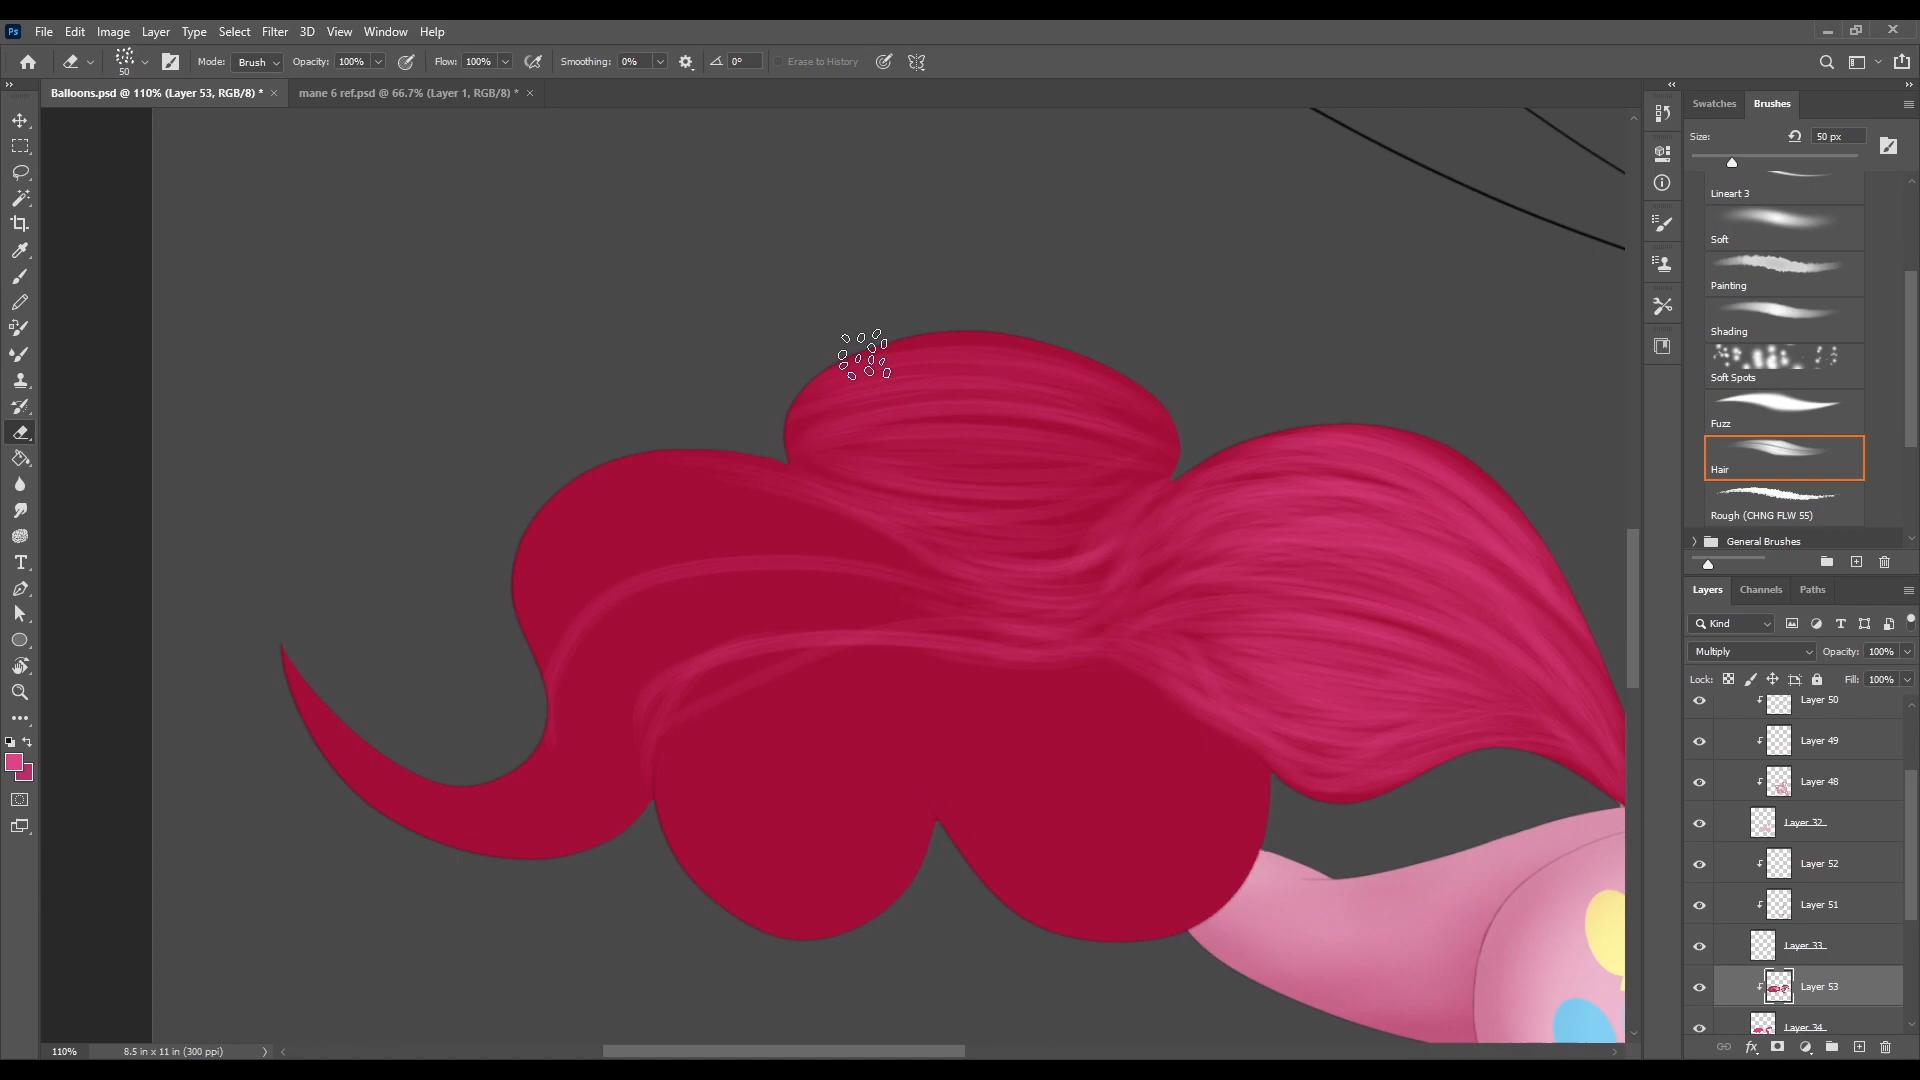 Ps File Edit Image Layer Type Select Filter 3D View Window Help
50 Mode: Brush Opacity: 100% Flow: 100% Smoothing: 0% 0° Erase to History
Balloons.psd @ 110% (Layer 53, RGB/8) * mane 6 ref.psd @ 66.7% (Layer 1, RGB/8) *
Swatches Brushes
Size: 50 px
Lineart 3
Soft
Painting
Shading
Soft Spots
Fuzz
Hair
Rough (CHNG FLW 55)
General Brushes
Layers Channels Paths
Kind
Multiply Opacity: 100%
Lock: Fill: 100%
Layer 50
Layer 49
Layer 48
Layer 32
Layer 52
Layer 51
Layer 33
Layer 53
Layer 34
110% 8.5 in x 11 in (300 ppi)
fx